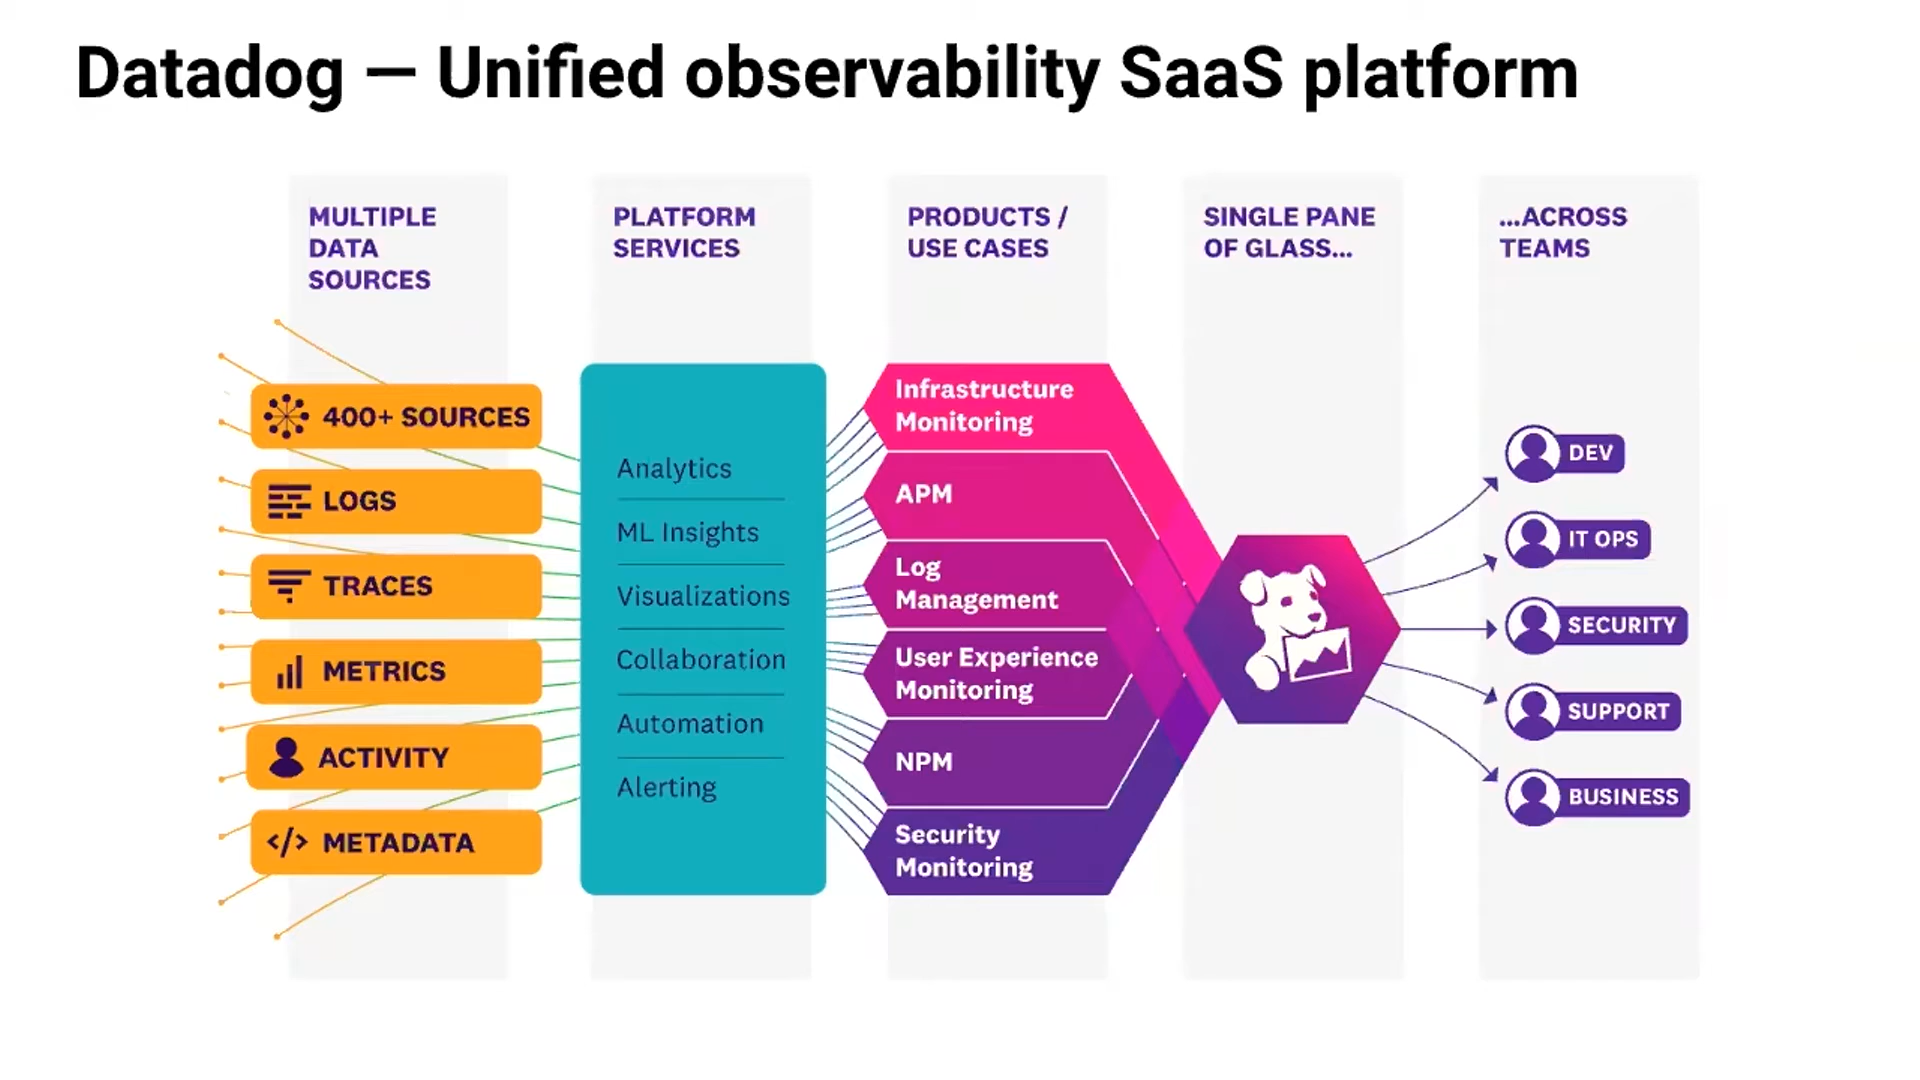 Datadog — Unified observability SaaS platform
MULTIPLE
DATA
SOURCES
400+ SOURCES
LOGS
TRACES
METRICS
ACTIVITY
</> METADATA
PLATFORM
SERVICES
Analytics
ML Insights
Visualizations
Collaboration
Automation
Alerting
PRODUCTS /
USE CASES
Infrastructure
Monitoring
APM
Log
Management
User Experience
Monitoring
NPM
Security
Monitoring
SINGLE PANE
OF GLASS...
...ACROSS
TEAMS
DEV
IT OPS
SECURITY
SUPPORT
BUSINESS